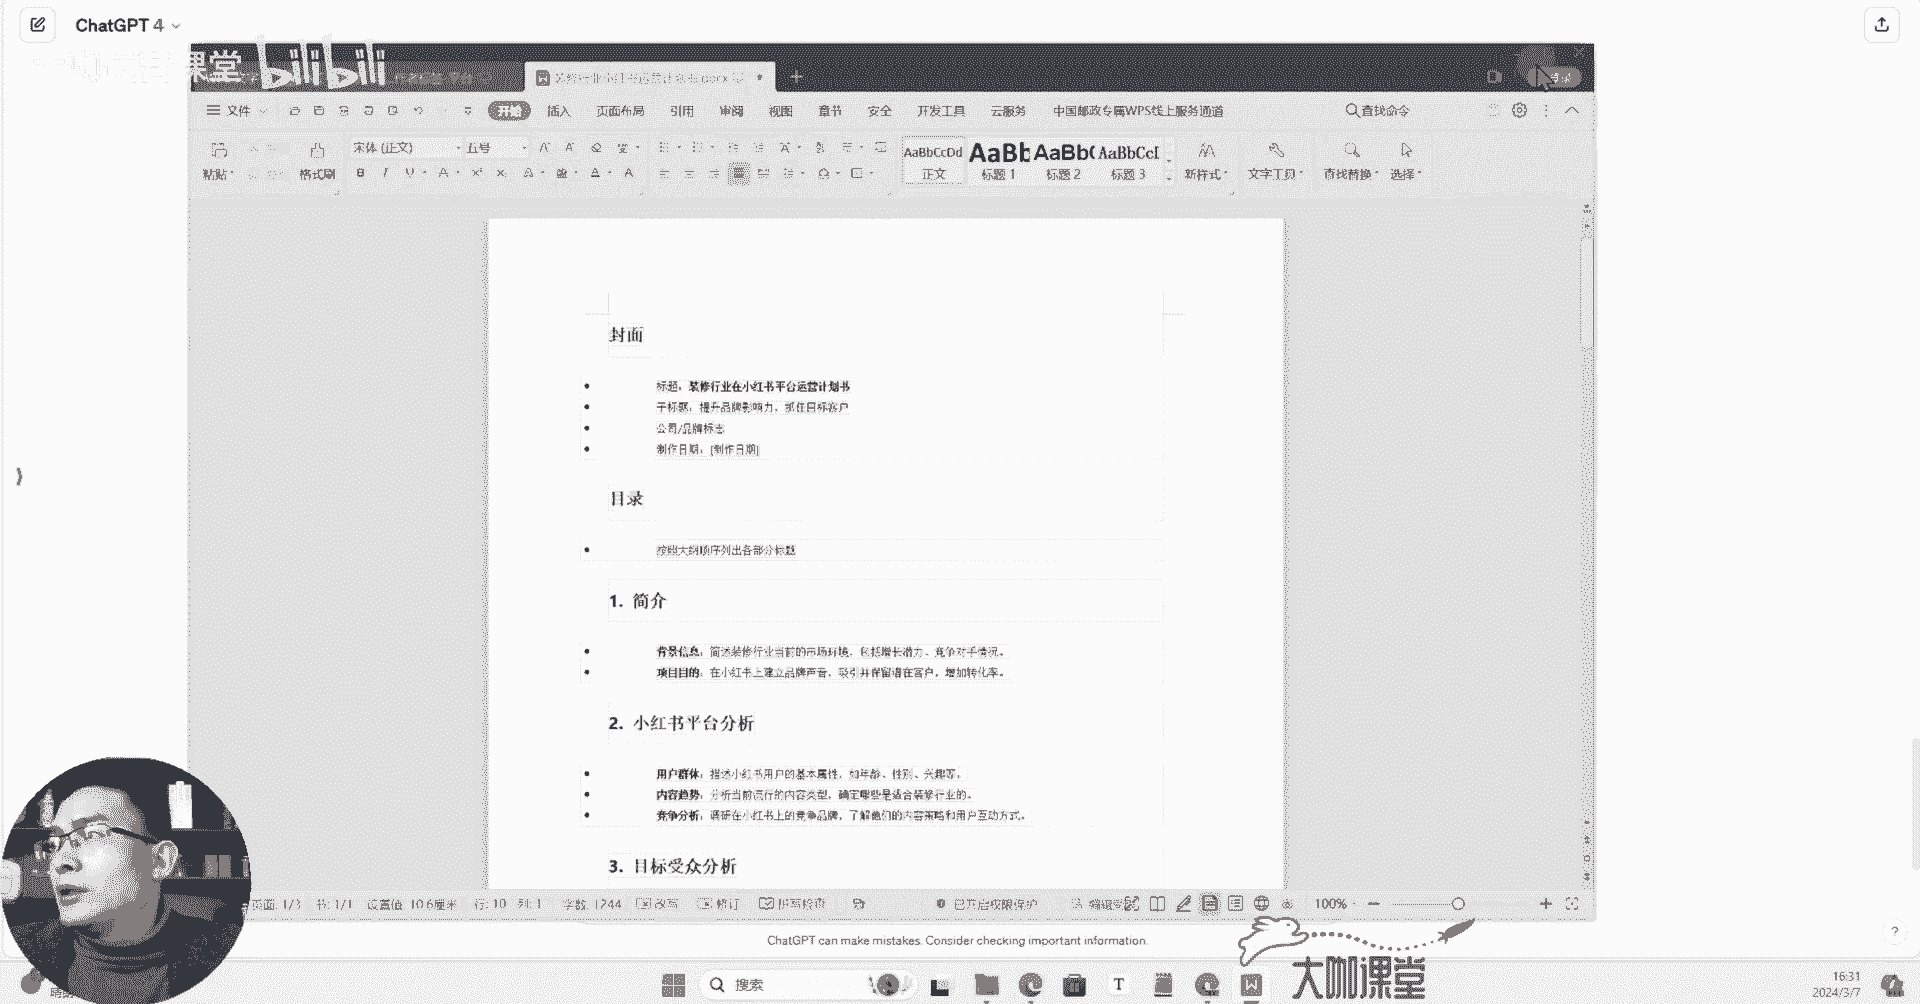 ChatGPT 4
课堂 bilibili
文件 开始 插入 页面布局 引用 审阅 视图 章节 安全 开发工具 云服务 中国邮政专属WPS线上服务通道 查找命令
宋体 (正文) 五号 AaBbCcDd AaBb AaBb( AaBbCcI
粘贴 格式刷 B I U A 正文 标题 1 标题 2 标题 3 新样式 文字工具 查找替换 选择
封面
标题：装修行业在小红书平台运营计划书
子标题：提升品牌影响力，抓住目标客户
公司/品牌标志
制作日期：[制作日期]
目录
按照大纲顺序列出各部分标题
1. 简介
背景信息：简述装修行业当前的市场环境，包括增长潜力、竞争对手情况。
项目目的：在小红书上建立品牌声音，吸引并保留潜在客户，增加转化率。
2. 小红书平台分析
用户群体：描述小红书用户的基本属性，如年龄、性别、兴趣等。
内容趋势：分析当前流行的内容类型，确定哪些是适合装修行业的。
竞争分析：调研在小红书上的竞争品牌，了解他们的内容策略和用户互动方式。
3. 目标受众分析
页面: 1/3 节: 1/1 设置值: 10.6厘米 行: 10 列: 1 字数: 1244 改写 修订 拼写检查 已开启权限保护 编辑受 100%
ChatGPT can make mistakes. Consider checking important information.
?
大咖课堂
搜索
16:31
2024/3/7